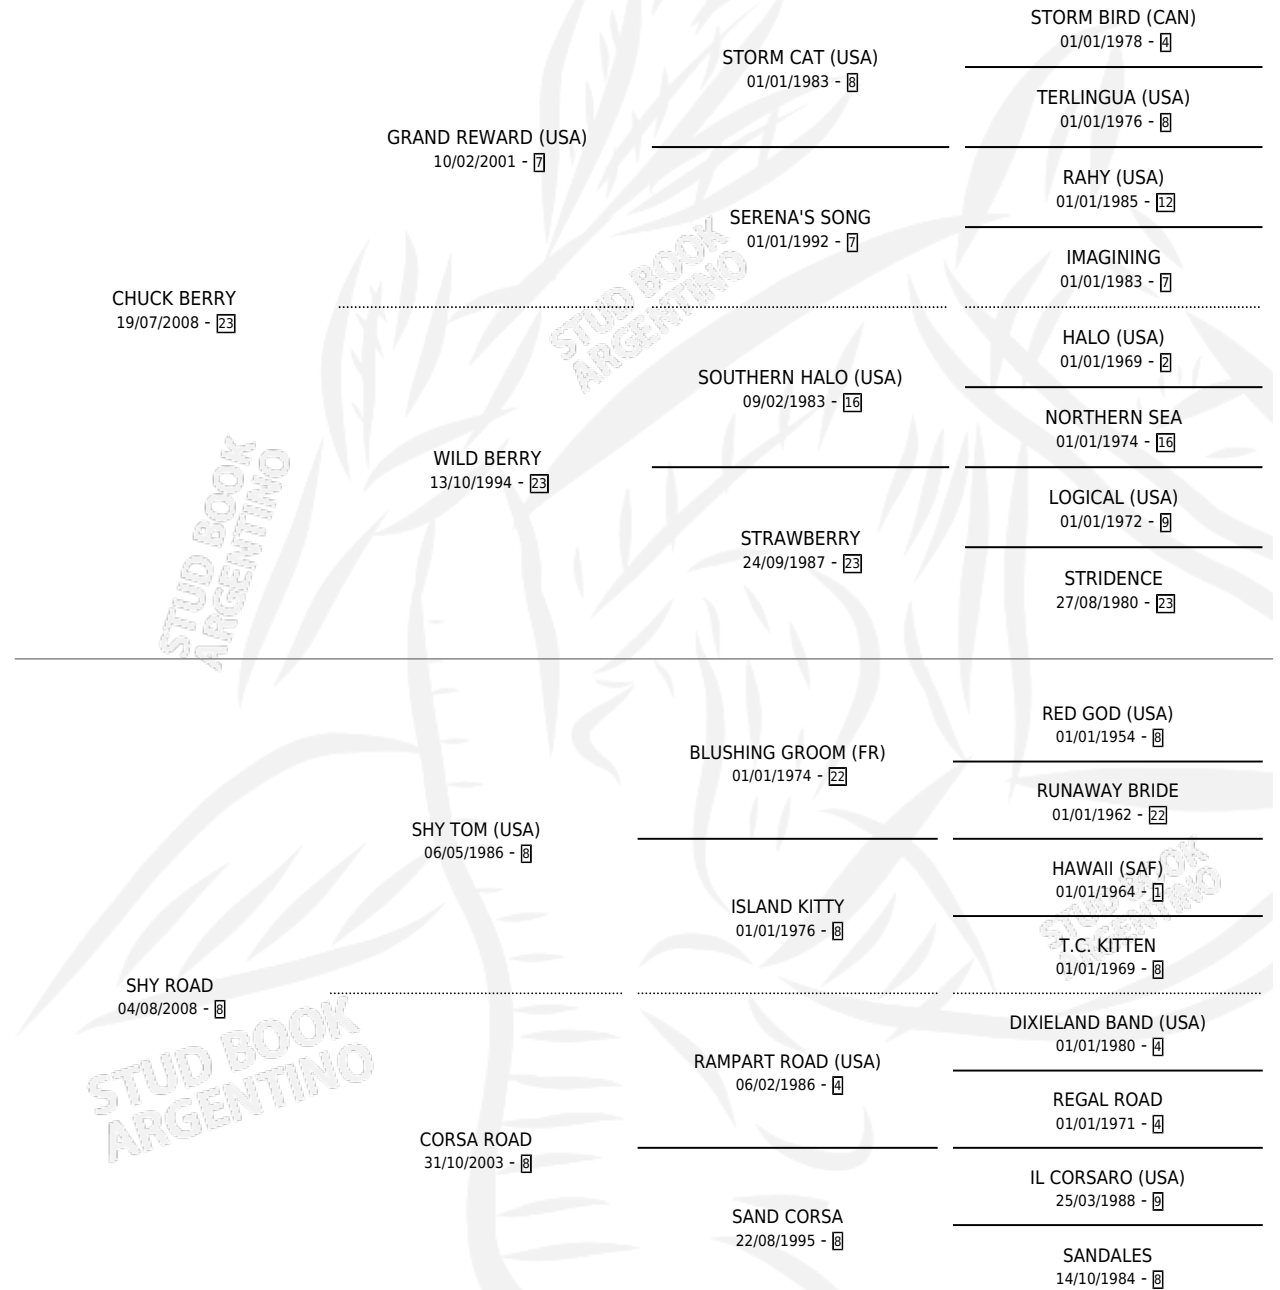 STORM BIRD (CAN)
01/01/1978 - 4
STORM CAT (USA)
01/01/1983 - 8
TERLINGUA (USA)
01/01/1976 - 8
GRAND REWARD (USA)
10/02/2001 - 7
RAHY (USA)
01/01/1985 - 12
SERENA'S SONG
01/01/1992 - 7
IMAGINING
01/01/1983 - 7
CHUCK BERRY
19/07/2008 - 23
HALO (USA)
01/01/1969 - 2
SOUTHERN HALO (USA)
09/02/1983 - 16
NORTHERN SEA
01/01/1974 - 16
WILD BERRY
13/10/1994 - 23
LOGICAL (USA)
01/01/1972 - 9
STRAWBERRY
24/09/1987 - 23
STRIDENCE
27/08/1980 - 23
RED GOD (USA)
01/01/1954 - 8
BLUSHING GROOM (FR)
01/01/1974 - 22
RUNAWAY BRIDE
01/01/1962 - 22
SHY TOM (USA)
06/05/1986 - 8
HAWAII (SAF)
01/01/1964 - 1
ISLAND KITTY
01/01/1976 - 8
T.C. KITTEN
01/01/1969 - 8
SHY ROAD
04/08/2008 - 8
DIXIELAND BAND (USA)
01/01/1980 - 4
RAMPART ROAD (USA)
06/02/1986 - 4
REGAL ROAD
01/01/1971 - 4
CORSA ROAD
31/10/2003 - 8
IL CORSARO (USA)
25/03/1988 - 9
SAND CORSA
22/08/1995 - 8
SANDALES
14/10/1984 - 8
STUD BOOK
ARGENTINO
STUD BOOK
ARGENTINO
STUD BOOK
ARGENTINO
STUD BOOK
ARGENTINO